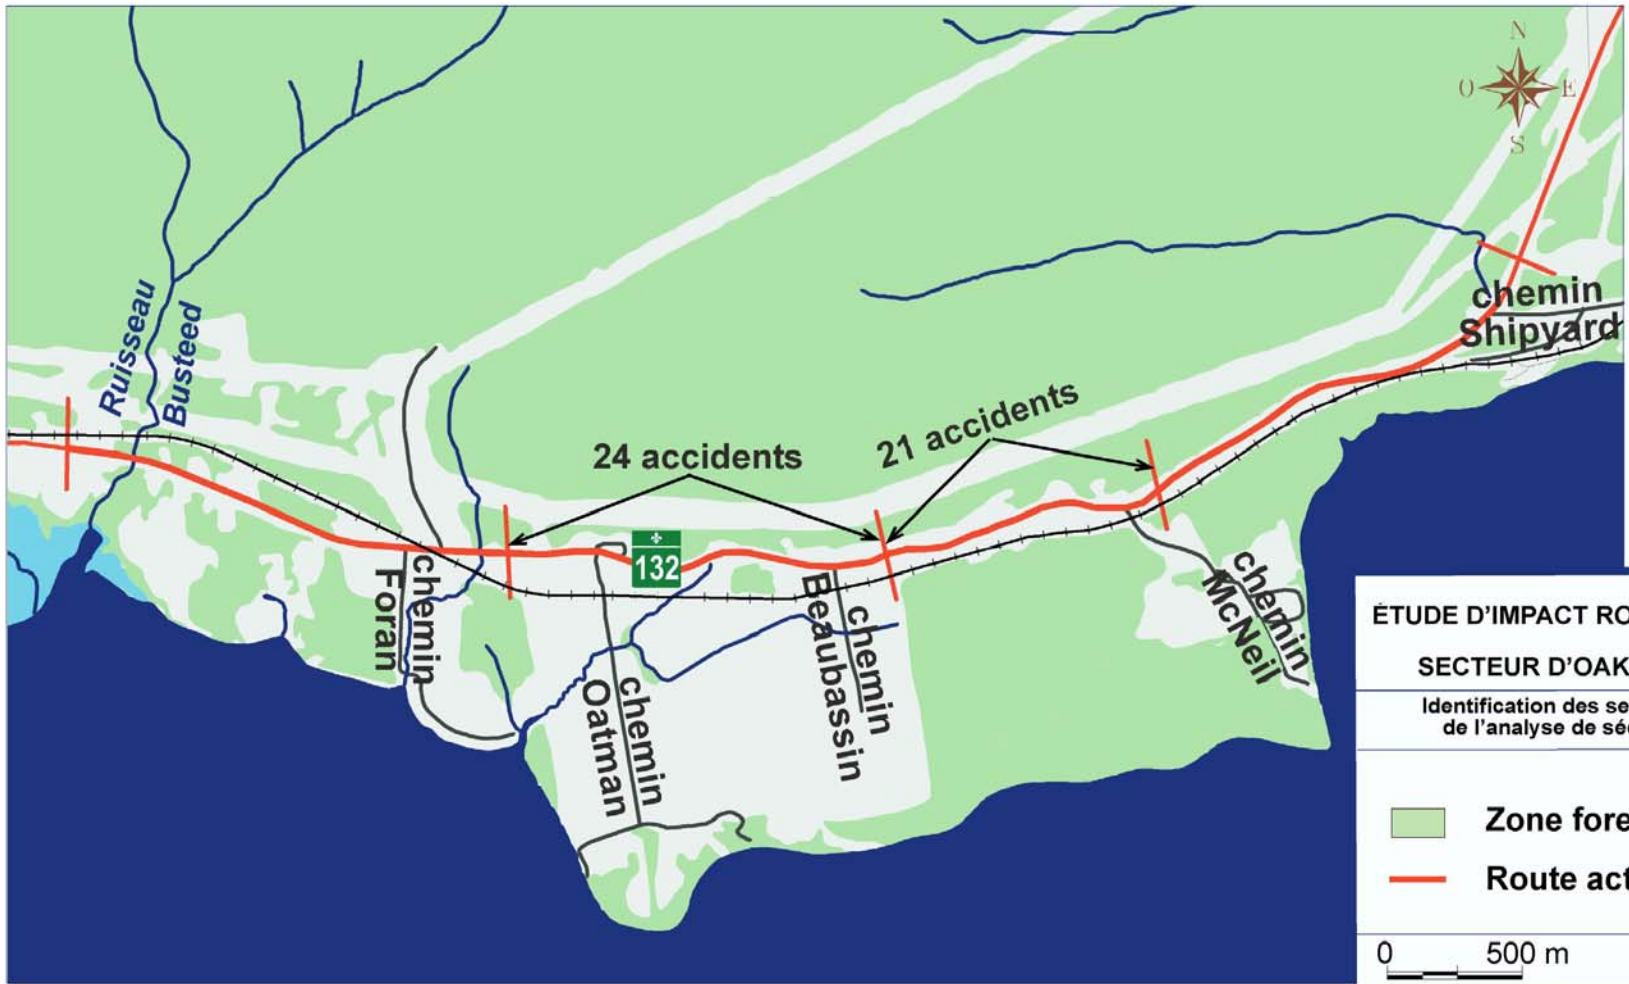 N
O
E
S
Ruisseau
Busteed
chemin
Shipyard
24 accidents
21 accidents
132
chemin
Foran
chemin
Oatman
chemin
Beaubassin
chemin
McNeil
ÉTUDE D'IMPACT RO
SECTEUR D'OAK
Identification des se
de l'analyse de sé
Zone fore
Route act
0 500 m